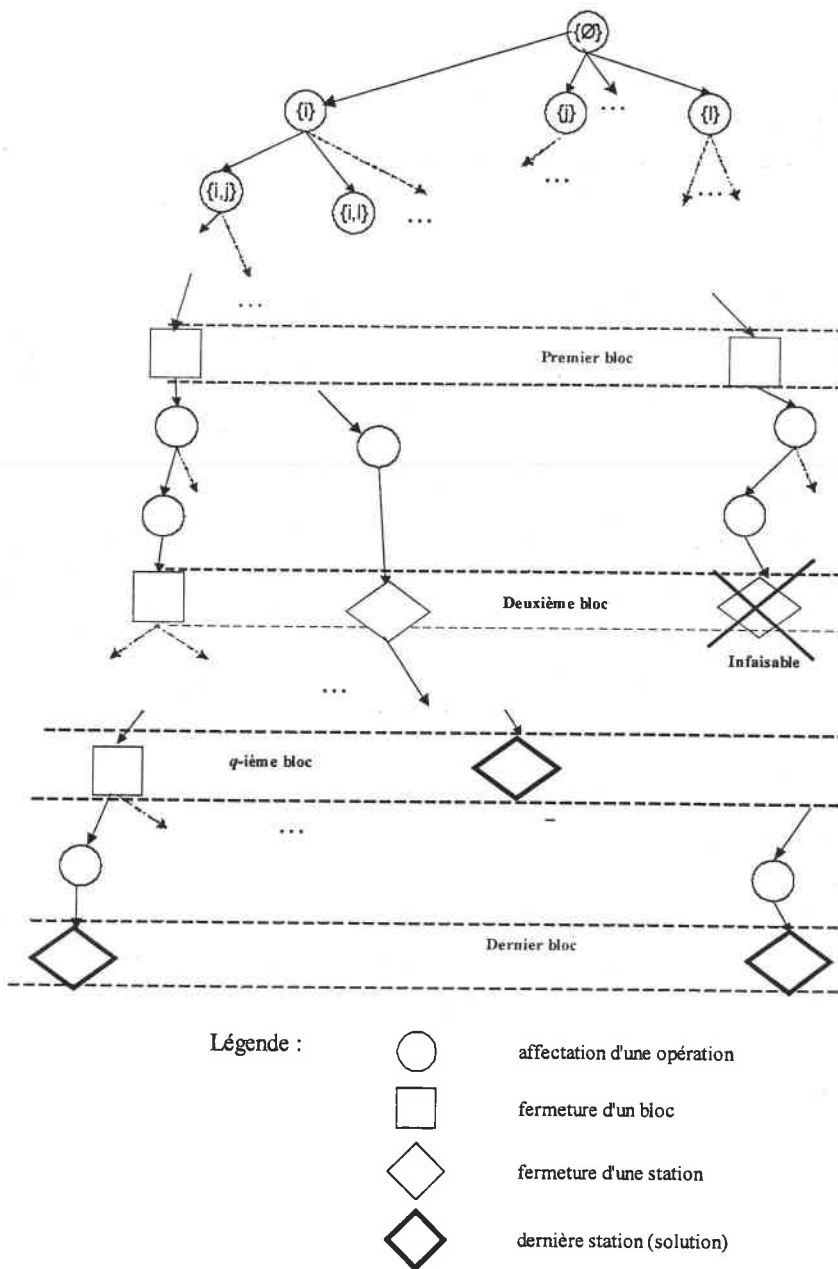 {Ø}
{i}
{j}
...
{l}
{i,j}
{i,l}
...
...
...
...
Premier bloc
Deuxième bloc
Infaisable
...
q-ième bloc
...
Dernier bloc
Légende :
affectation d'une opération
fermeture d'un bloc
fermeture d'une station
dernière station (solution)